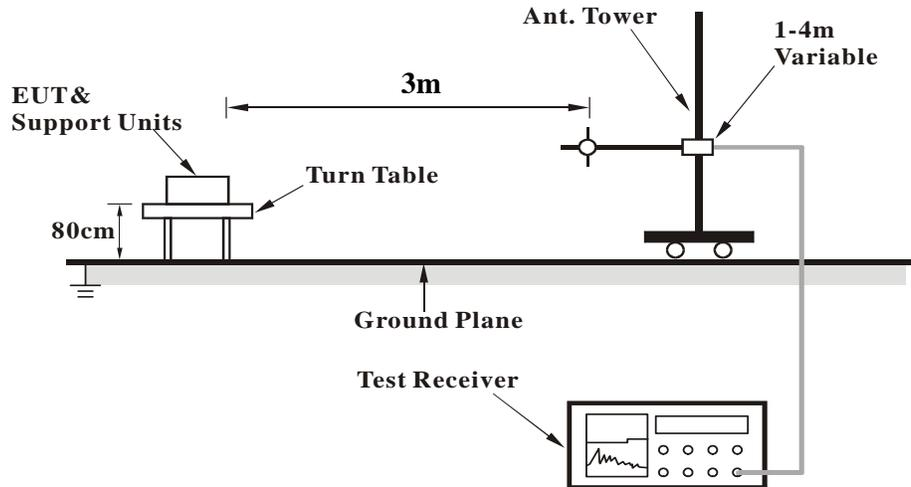 Ant. Tower
1-4m
Variable
3m
EUT&
Support Units
Turn Table
80cm
Ground Plane
Test Receiver